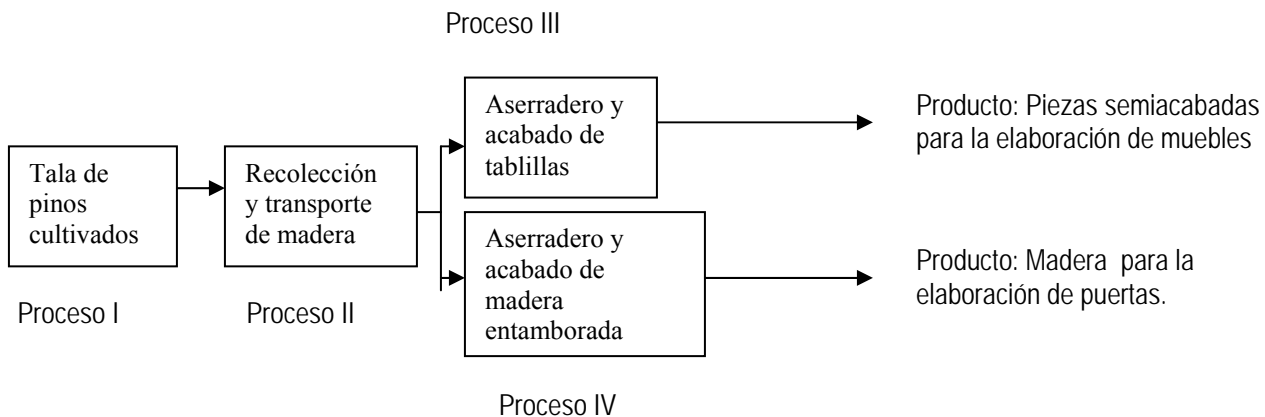 Proceso III
Aserradero y
acabado de
tablillas
Producto: Piezas semiacabadas
para la elaboración de muebles
Tala de
pinos
cultivados
Recolección
y transporte
de madera
Aserradero y
acabado de
madera
entamborada
Producto: Madera para la
elaboración de puertas.
Proceso I
Proceso II
Proceso IV